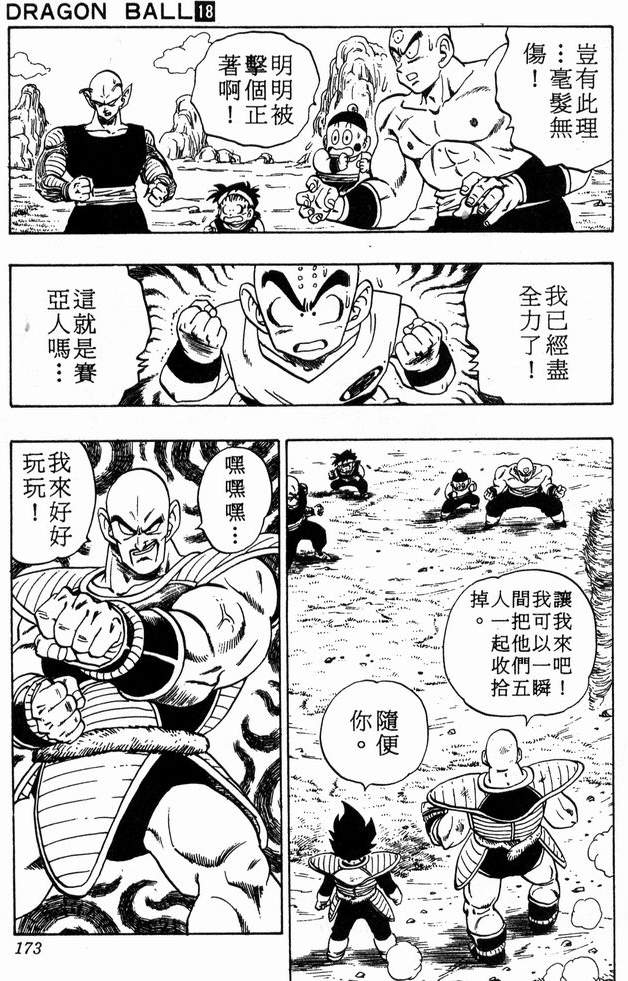 DRAGON BALL 18
豈有此理
…毫髮無
傷！
明明被
擊個正
著啊！
我已經盡
全力了！
這就是賽
亞人嗎…
讓我來吧！
我可以一瞬
間把他們五
人一起收拾
掉。
隨便
你。
嘿嘿
嘿…
我來好好
玩玩！
173